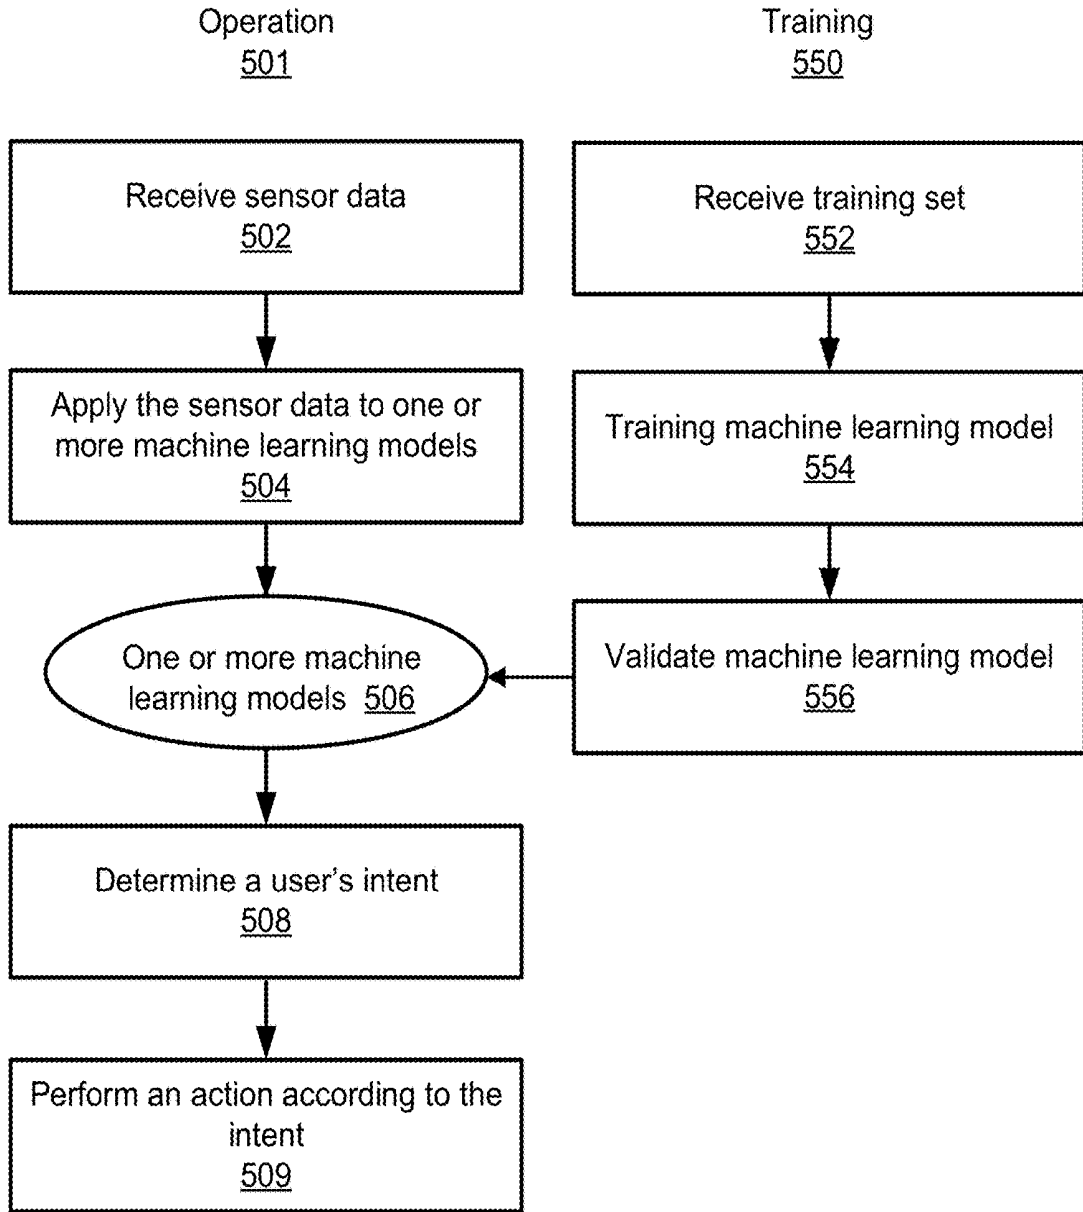 Operation
501
Training
550
Receive sensor data
502
Receive training set
552
Apply the sensor data to one or
more machine learning models
504
Training machine learning model
554
One or more machine
learning models 506
Validate machine learning model
556
Determine a user's intent
508
Perform an action according to the
intent
509